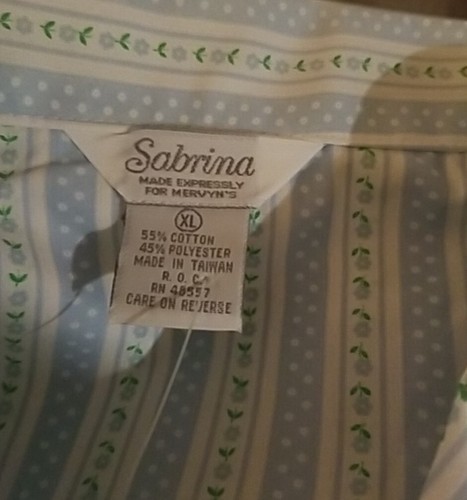 Sabrina
MADE EXPRESSLY
FOR MERVYN'S
XL
55% COTTON
45% POLYESTER
MADE IN TAIWAN
R. O. C.
RN 48557
CARE ON REVERSE